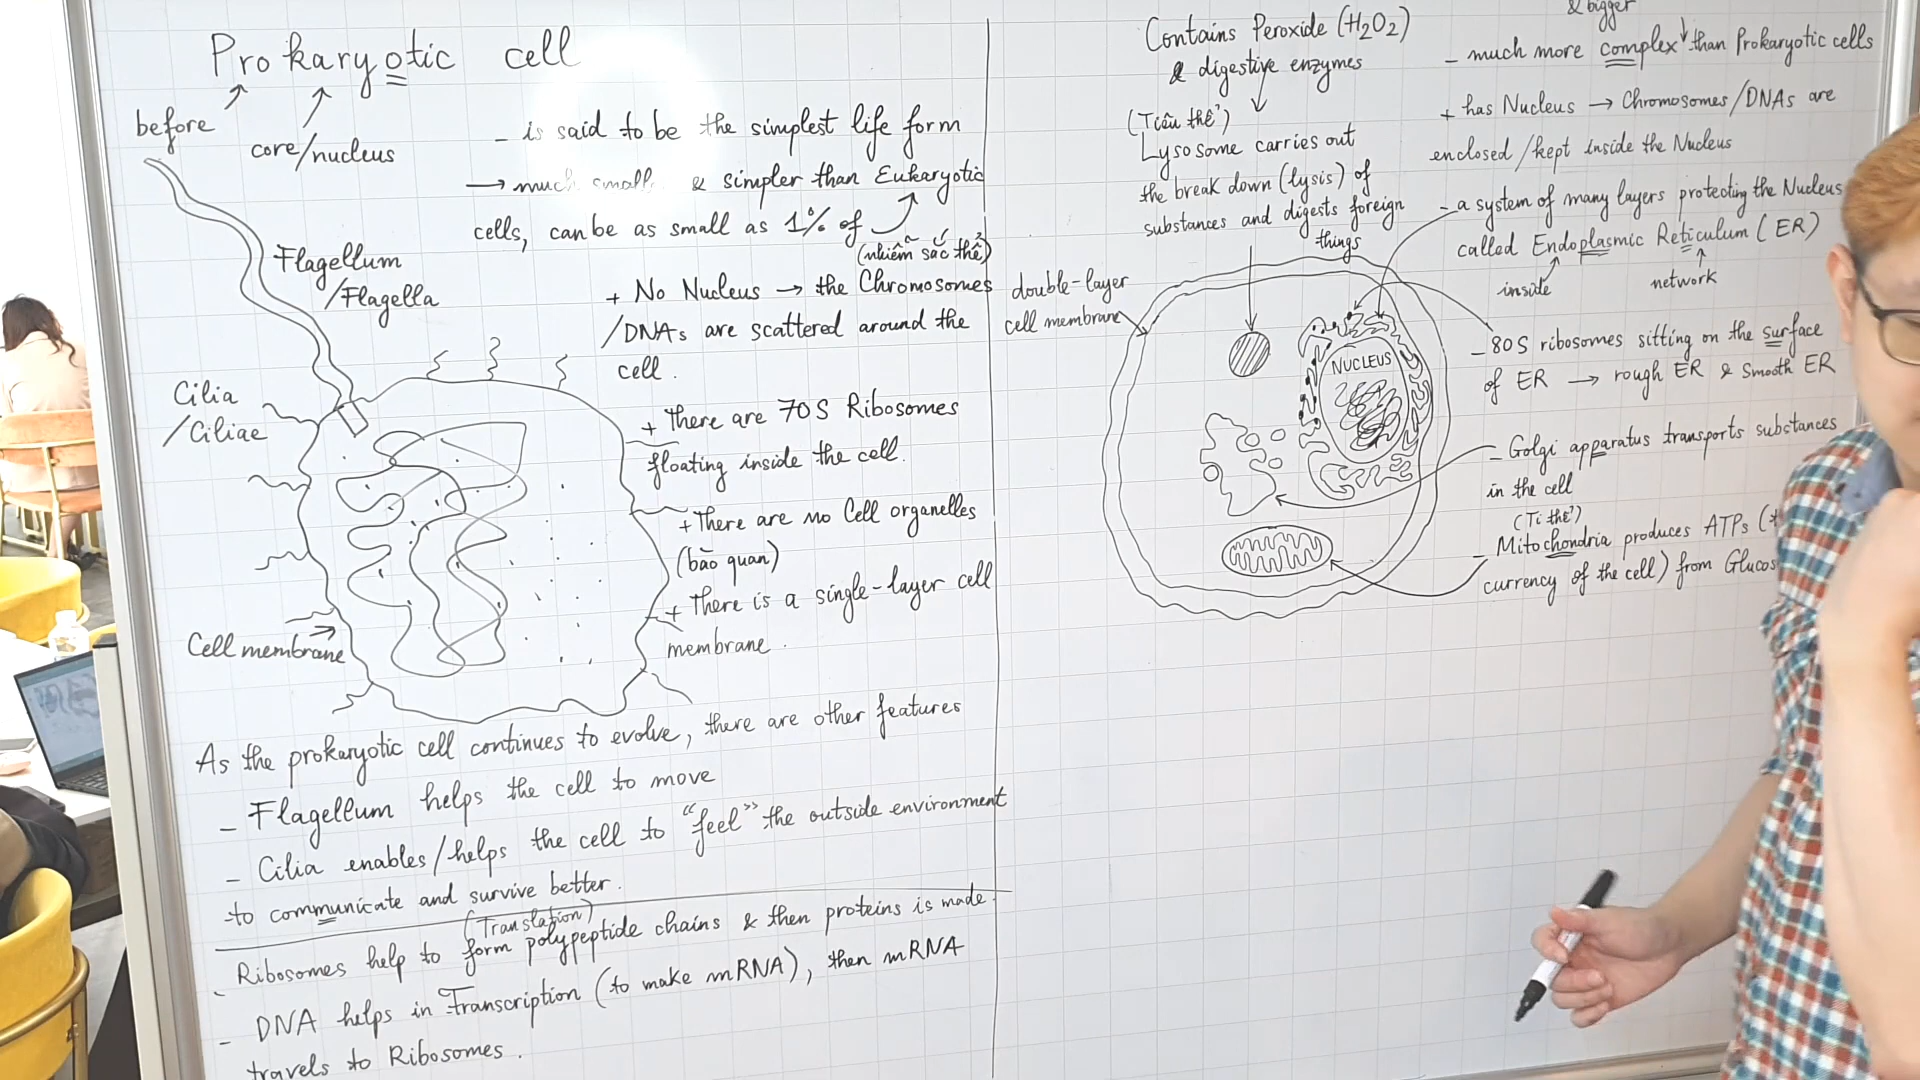 Prokaryotic cell
before
core/nucleus
- is said to be the simplest life form
→ much small & simpler than Eukaryotic
cells, can be as small as 1% of
(nhiễm sắc thể)
Flagellum
/Flagella
+ No Nucleus → the Chromosomes
/DNAs are scattered around the
cell.
Cilia
/Ciliae
+ There are 70S Ribosomes
floating inside the cell.
+ There are no Cell organelles
(bào quan)
+ There is a single-layer cell
membrane.
Cell membrane
As the prokaryotic cell continues to evolve, there are other features
- Flagellum helps the cell to move
- Cilia enables/helps the cell to "feel" the outside environment
to communicate and survive better.
(Translation)
- Ribosomes help to form polypeptide chains & then proteins is made.
- DNA helps in Transcription (to make mRNA), then mRNA
travels to Ribosomes.
Contains Peroxide (H2O2)
& digestive enzymes
(Tiêu thể)
Lysosome carries out
the break down (lysis) of
substances and digests foreign
things
double-layer
cell membrane
NUCLEUS
& bigger
- much more complex than Prokaryotic cells
+ has Nucleus → Chromosomes/DNAs are
enclosed/kept inside the Nucleus
- a system of many layers protecting the Nucleus
called Endoplasmic Reticulum (ER)
inside
network
- 80S ribosomes sitting on the surface
of ER → rough ER & Smooth ER
- Golgi apparatus transports substances
in the cell
(Ti thể)
- Mitochondria produces ATPs (
currency of the cell) from Glucos